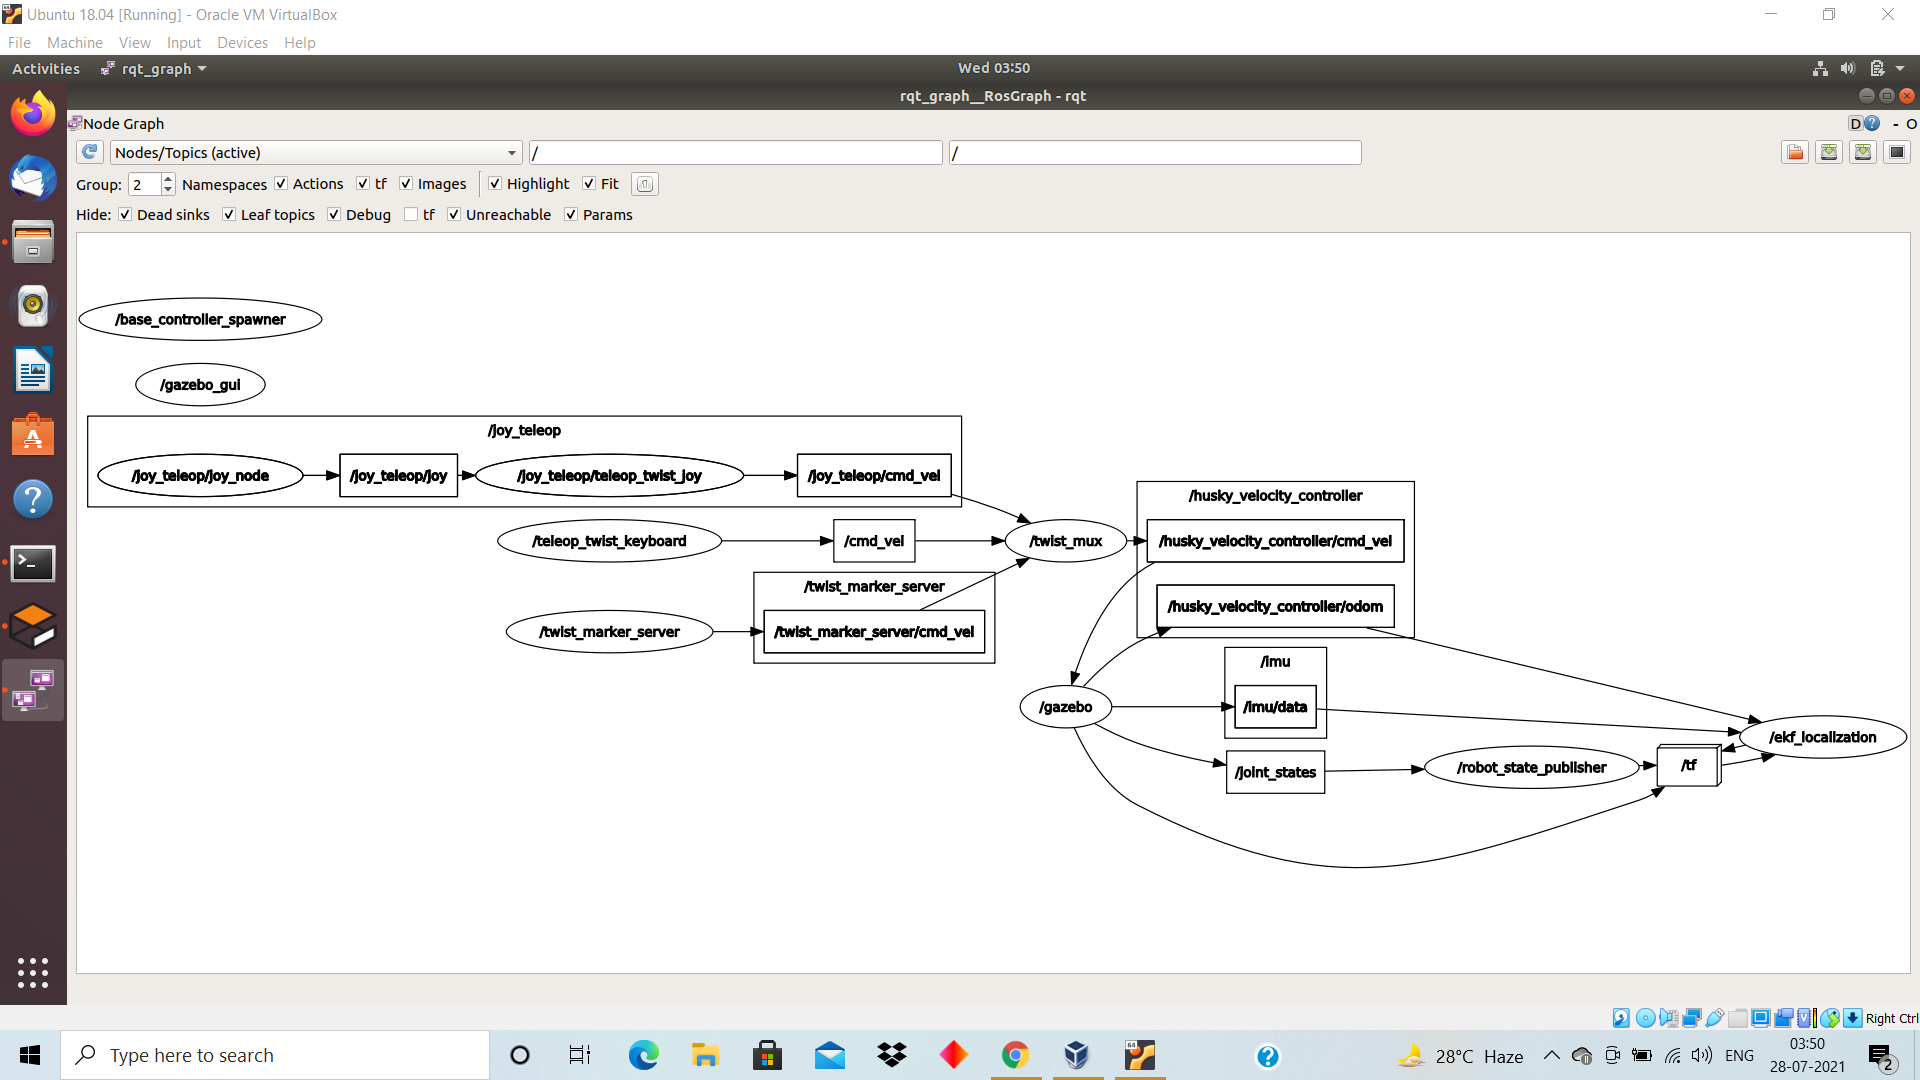 Ubuntu 18.04 [Running] - Oracle VM VirtualBox
File Machine View Input Devices Help
Activities rqt_graph Wed 03:50
rqt_graph__RosGraph - rqt
Node Graph D ? - O
Nodes/Topics (active) / /
Group: 2 Namespaces Actions tf Images Highlight Fit
Hide: Dead sinks Leaf topics Debug tf Unreachable Params
/base_controller_spawner
/gazebo_gui
/joy_teleop
/joy_teleop/joy_node /joy_teleop/joy /joy_teleop/teleop_twist_joy /joy_teleop/cmd_vel
/husky_velocity_controller
/teleop_twist_keyboard /cmd_vel /twist_mux /husky_velocity_controller/cmd_vel
/twist_marker_server
/husky_velocity_controller/odom
/twist_marker_server /twist_marker_server/cmd_vel
/imu
/gazebo /imu/data
/ekf_localization
/joint_states /robot_state_publisher /tf
Right Ctrl
Type here to search
64
28°C Haze
ENG
03:50
28-07-2021
2